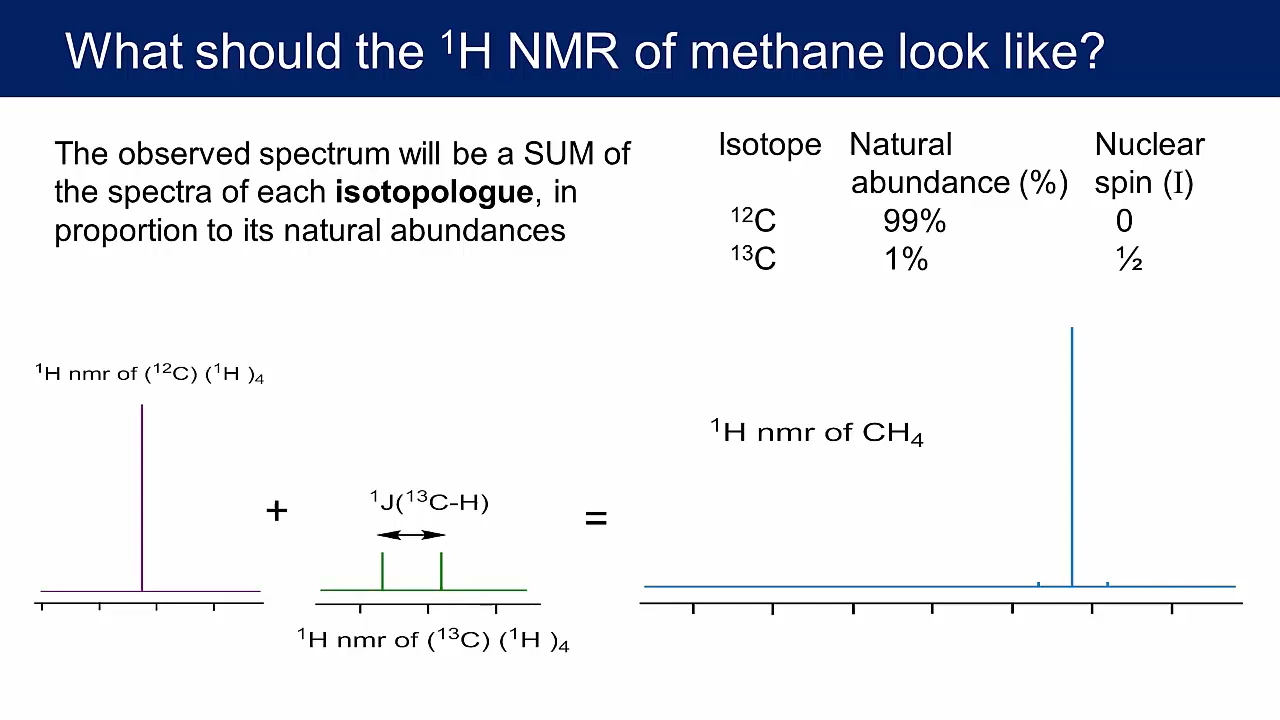 What should the ¹H NMR of methane look like?
The observed spectrum will be a SUM of
the spectra of each isotopologue, in
proportion to its natural abundances
Isotope Natural Nuclear
abundance (%) spin (I)
¹²C 99% 0
¹³C 1% ½
¹H nmr of (¹²C) (¹H )₄
+
¹J(¹³C-H)
¹H nmr of (¹³C) (¹H )₄
=
¹H nmr of CH₄